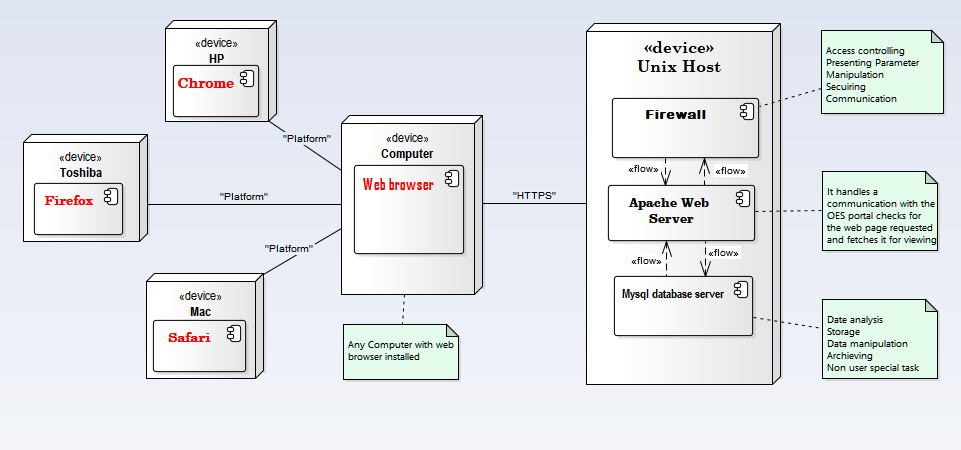 «device»
HP
Chrome
"Platform"
«device»
Toshiba
Firefox
"Platform"
«device»
Mac
Safari
"Platform"
«device»
Computer
Web browser
Any Computer with web
browser installed
"HTTPS"
«device»
Unix Host
Firewall
«flow»
«flow»
Apache Web
Server
«flow»
«flow»
Mysql database server
Access controlling
Presenting Parameter
Manipulation
Secuiring
Communication
It handles a
communication with the
OES portal checks for
the web page requested
and fetches it for viewing
Date analysis
Storage
Data manipulation
Archieving
Non user special task